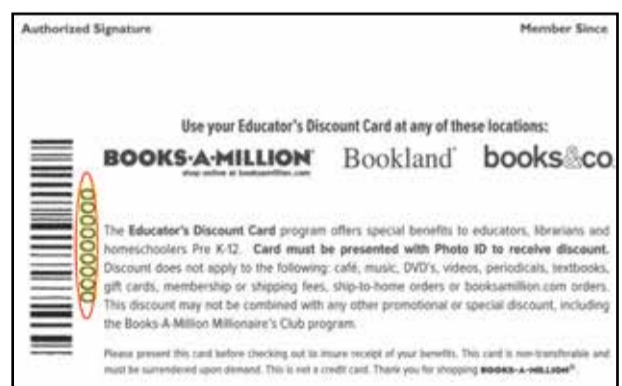 Authorized Signature Member Since
Use your Educator's Discount Card at any of these locations:
BOOKS·A·MILLION® Bookland® books&co.
shop online at booksamillion.com
The Educator's Discount Card program offers special benefits to educators, librarians and
homeschoolers Pre K-12. Card must be presented with Photo ID to receive discount.
Discount does not apply to the following: café, music, DVD's, videos, periodicals, textbooks,
gift cards, membership or shipping fees, ship-to-home orders or booksamillion.com orders.
This discount may not be combined with any other promotional or special discount, including
the Books-A-Million Millionaire's Club program.
Please present this card before checking out to insure receipt of your benefits. This card is non-transferable and
must be surrendered upon demand. This is not a credit card. Thank you for shopping BOOKS·A·MILLION®.